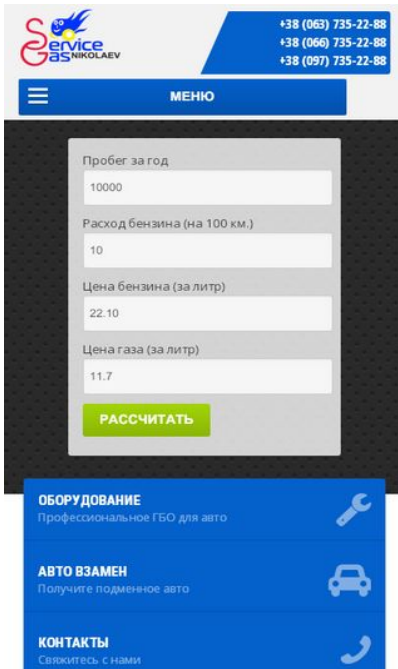 Service
Gas NIKOLAEV
+38 (063) 735-22-88
+38 (066) 735-22-88
+38 (097) 735-22-88
МЕНЮ
Пробег за год
10000
Расход бензина (на 100 км.)
10
Цена бензина (за литр)
22.10
Цена газа (за литр)
11.7
РАССЧИТАТЬ
ОБОРУДОВАНИЕ
Профессиональное ГБО для авто
АВТО ВЗАМЕН
Получите подменное авто
КОНТАКТЫ
Свяжитесь с нами